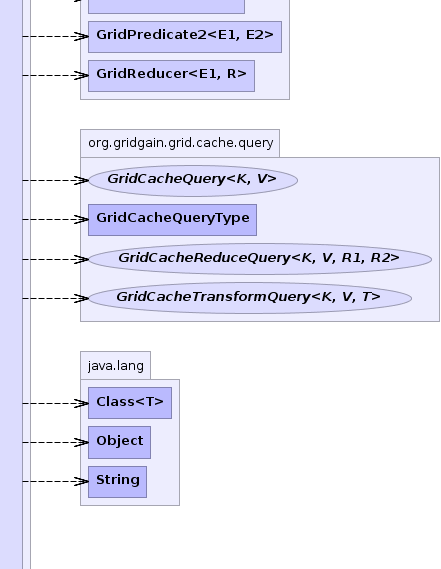 GridPredicate2<E1, E2>
GridReducer<E1, R>
org.gridgain.grid.cache.query
GridCacheQuery<K, V>
GridCacheQueryType
GridCacheReduceQuery<K, V, R1, R2>
GridCacheTransformQuery<K, V, T>
java.lang
Class<T>
Object
String